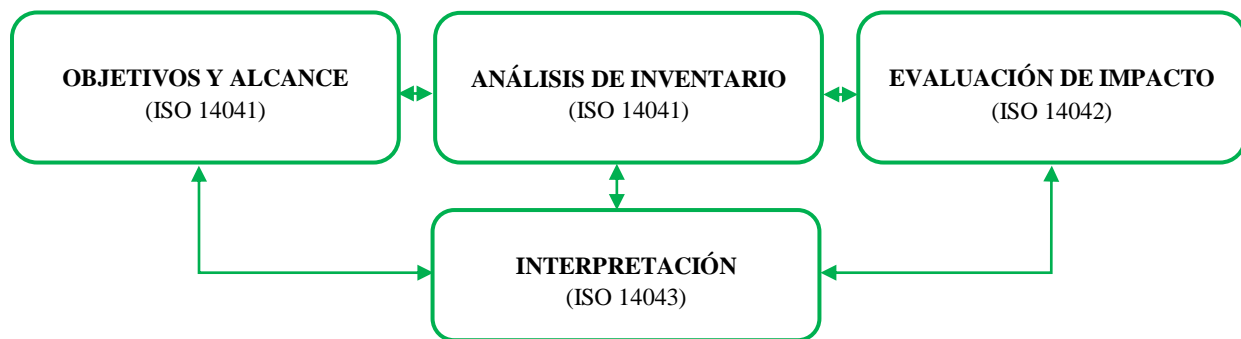 OBJETIVOS Y ALCANCE
(ISO 14041)
ANÁLISIS DE INVENTARIO
(ISO 14041)
EVALUACIÓN DE IMPACTO
(ISO 14042)
INTERPRETACIÓN
(ISO 14043)